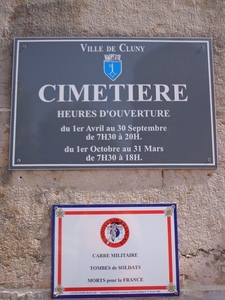 VILLE DE CLUNY
CIMETIERE
HEURES D'OUVERTURE
du 1er Avril au 30 Septembre
de 7H30 à 20H.
du 1er Octobre au 31 Mars
de 7H30 à 18H.
CARRE MILITAIRE
TOMBES de SOLDATS
MORTS pour la FRANCE